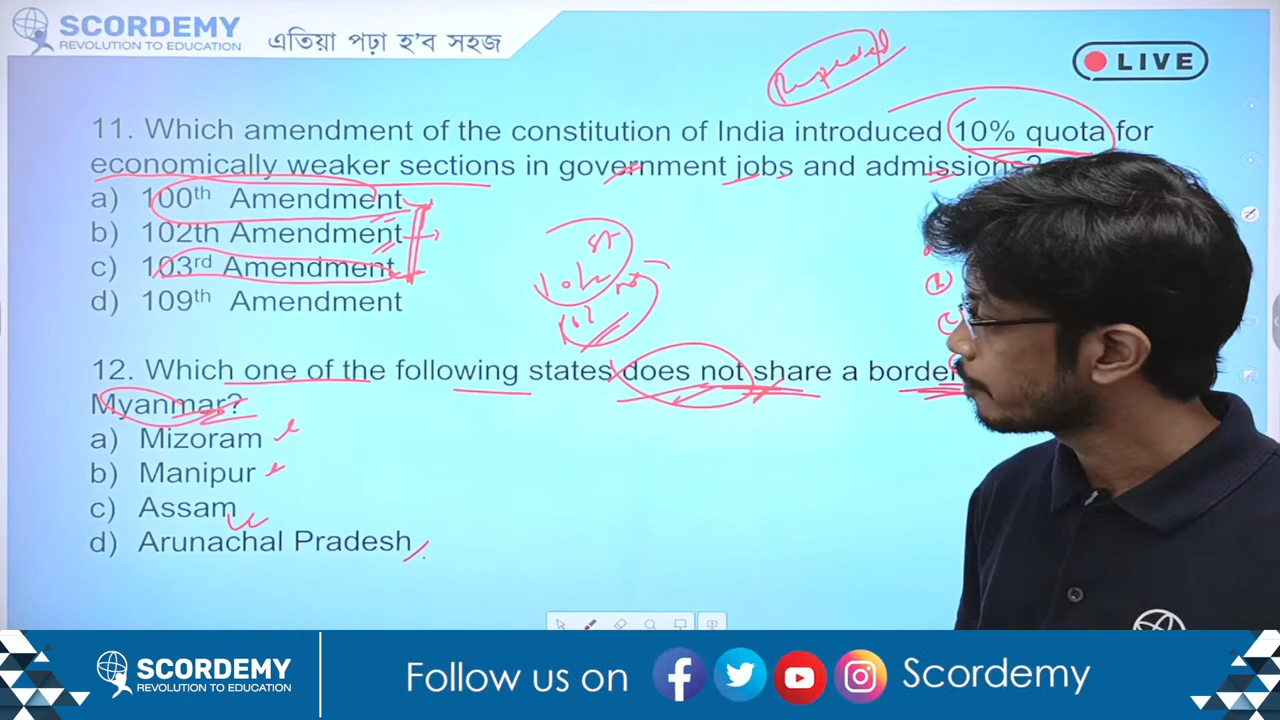 SCORDEMY
REVOLUTION TO EDUCATION
এতিয়া পঢ়া হ'ব সহজ
LIVE
11. Which amendment of the constitution of India introduced 10% quota for
economically weaker sections in government jobs and admissions?
a) 100th Amendment
b) 102th Amendment
c) 103rd Amendment
d) 109th Amendment
12. Which one of the following states does not share a border
Myanmar?
a) Mizoram
b) Manipur
c) Assam
d) Arunachal Pradesh
SCORDEMY
REVOLUTION TO EDUCATION
Follow us on
Scordemy